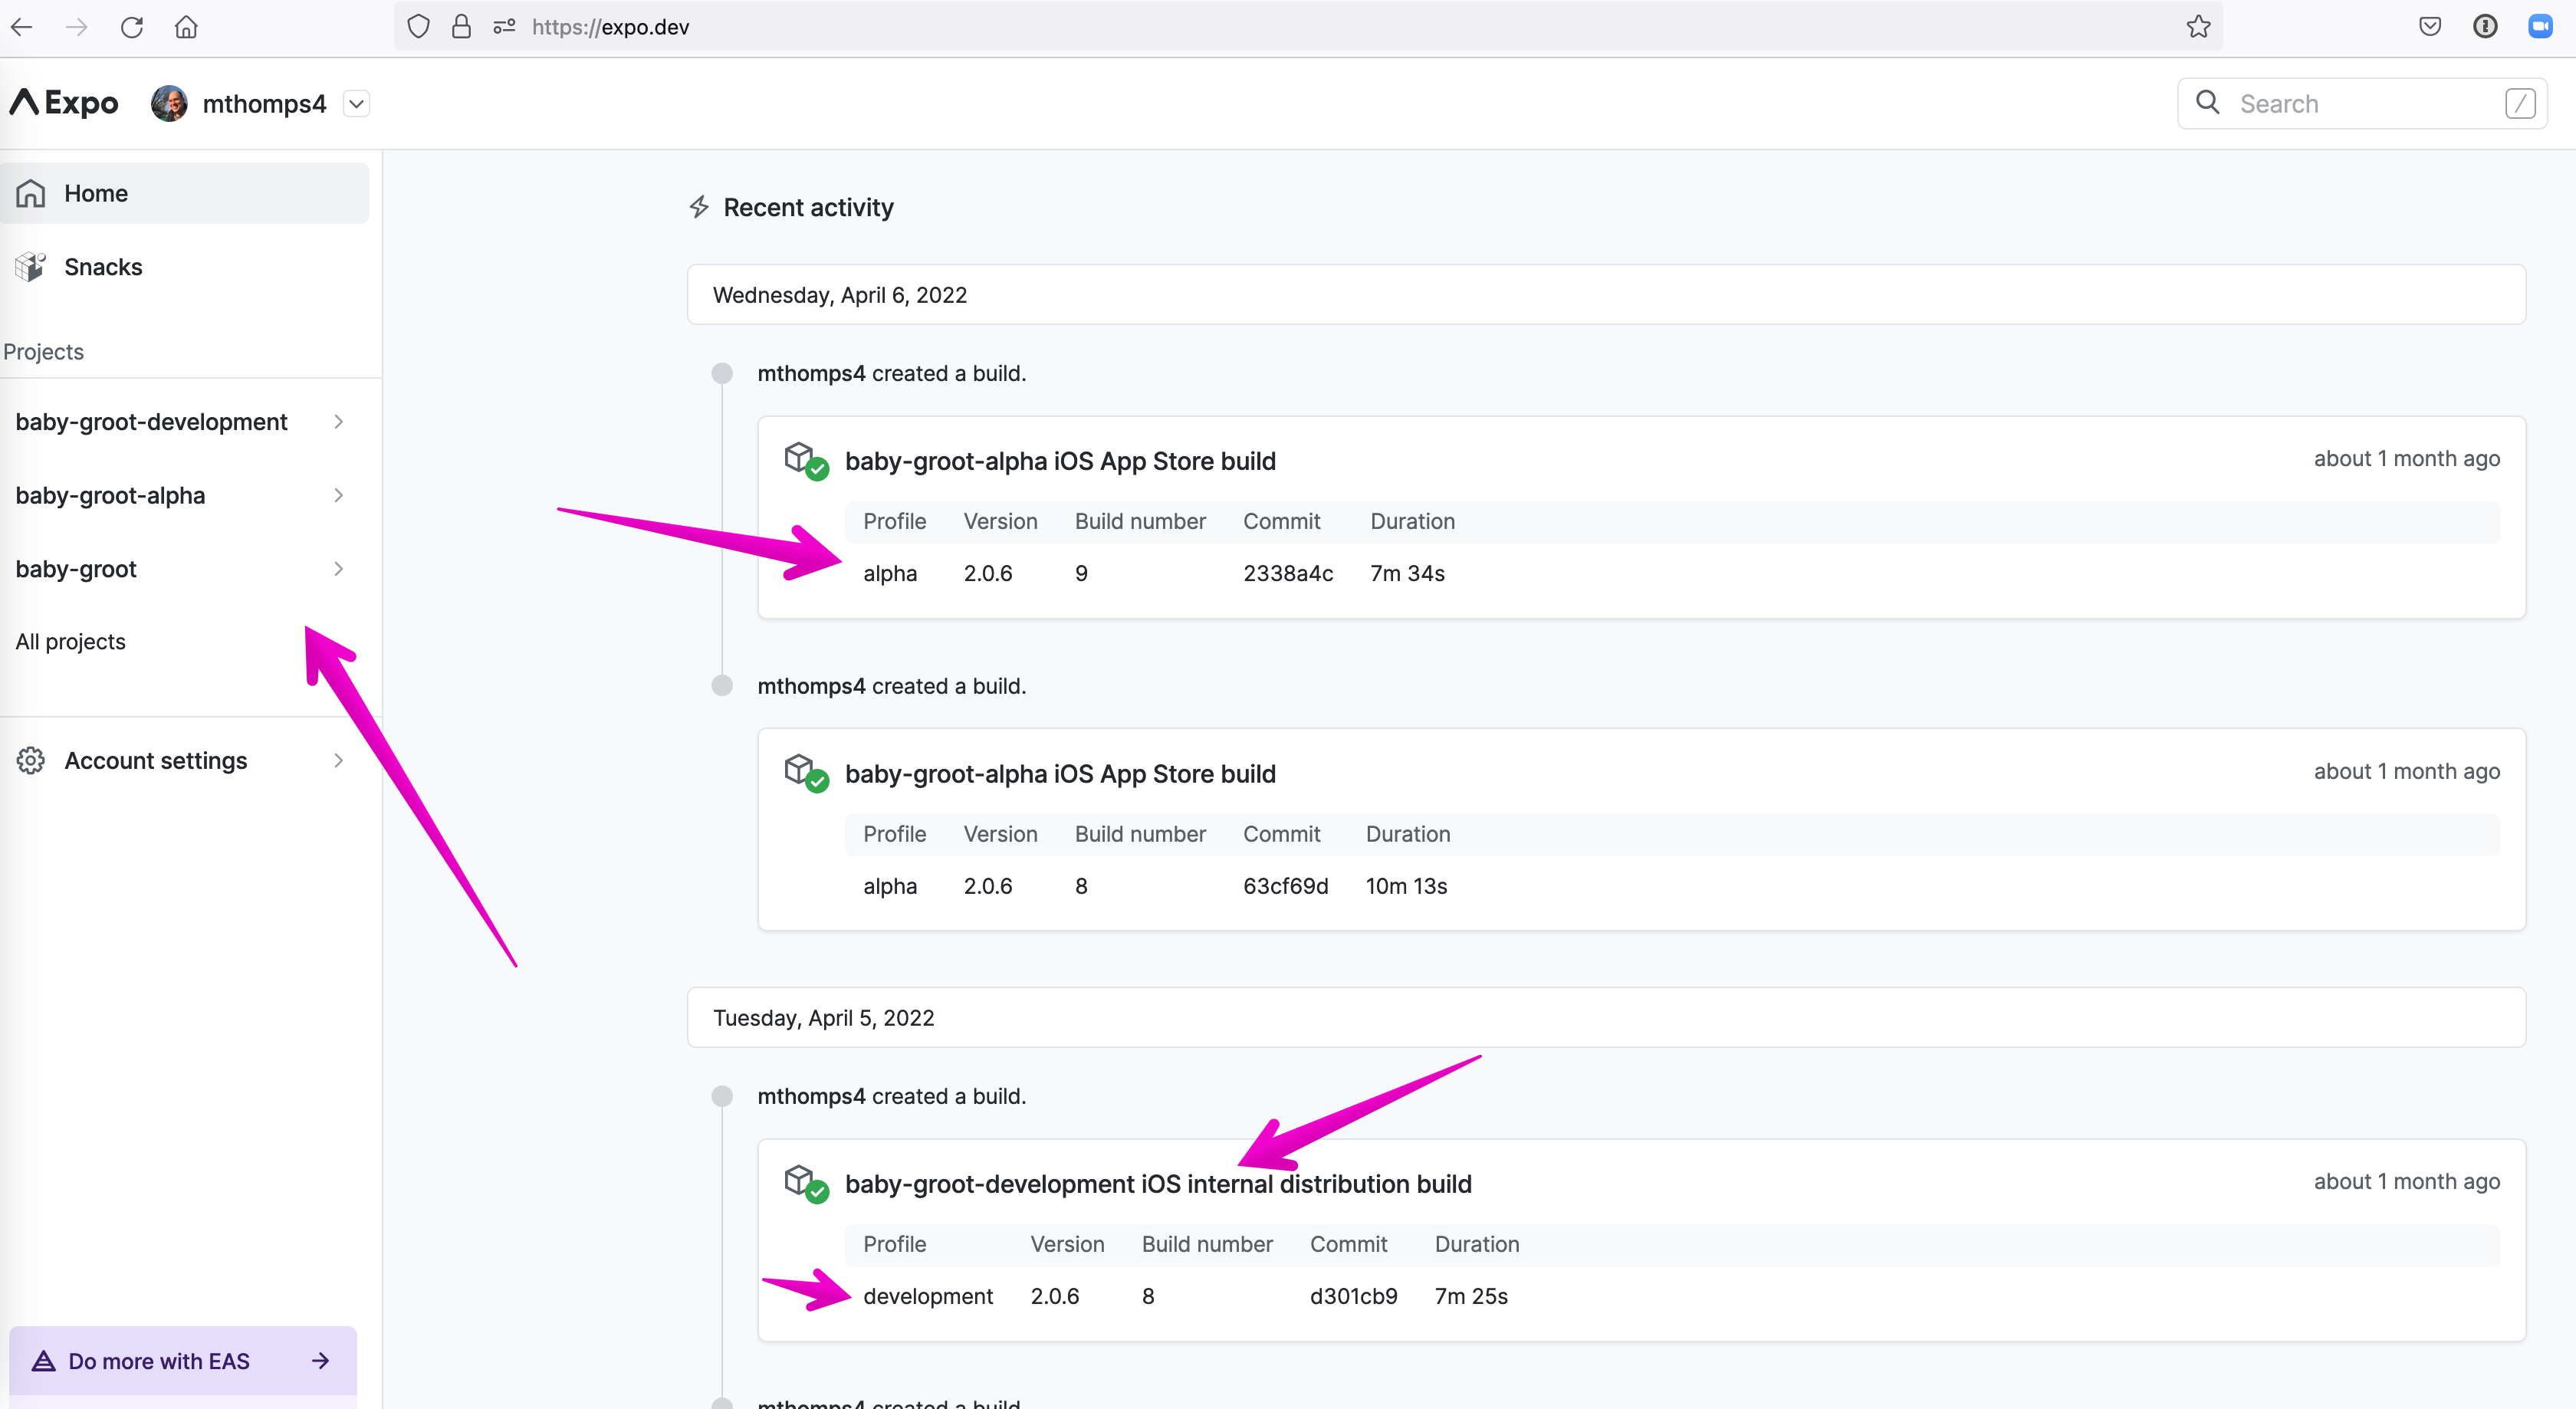 https://expo.dev
Expo
mthomps4
Search
/
Home
Snacks
Projects
baby-groot-development
baby-groot-alpha
baby-groot
All projects
Account settings
Do more with EAS
Recent activity
Wednesday, April 6, 2022
mthomps4 created a build.
baby-groot-alpha iOS App Store build
about 1 month ago
Profile Version Build number Commit Duration
alpha 2.0.6 9 2338a4c 7m 34s
mthomps4 created a build.
baby-groot-alpha iOS App Store build
about 1 month ago
Profile Version Build number Commit Duration
alpha 2.0.6 8 63cf69d 10m 13s
Tuesday, April 5, 2022
mthomps4 created a build.
baby-groot-development iOS internal distribution build
about 1 month ago
Profile Version Build number Commit Duration
development 2.0.6 8 d301cb9 7m 25s
mthomps4 created a build.